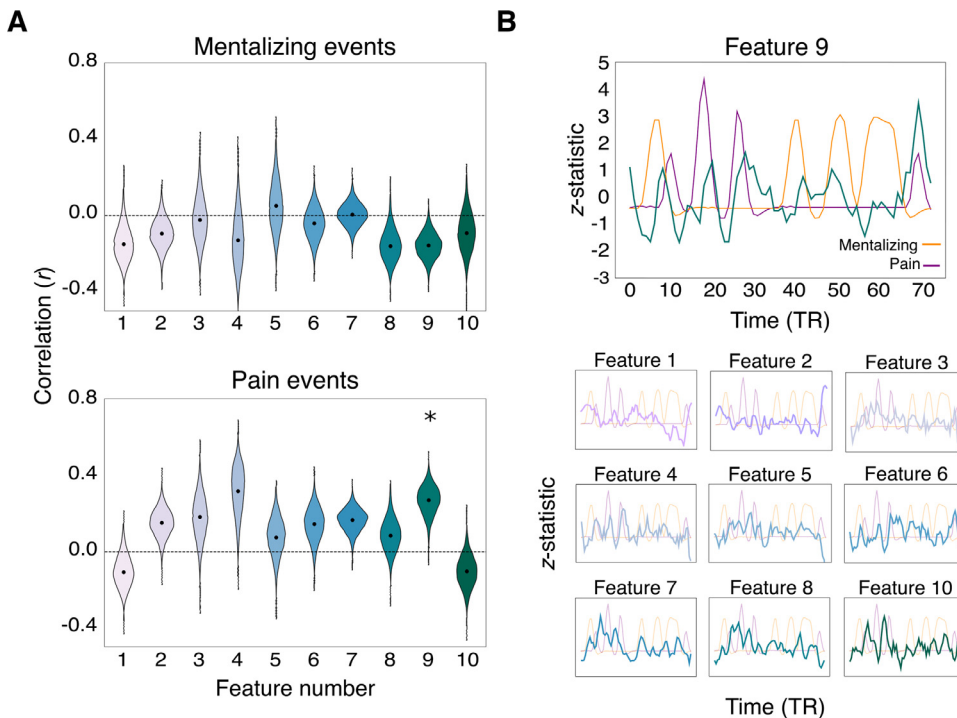 A
Mentalizing events
Correlation (r)
0.8
0.4
0.0
-0.4
1 2 3 4 5 6 7 8 9 10
Pain events
0.8
*
0.4
0.0
-0.4
1 2 3 4 5 6 7 8 9 10
Feature number
B
Feature 9
z-statistic
5
4
3
2
1
0
-1
-2
-3
Mentalizing
Pain
0 10 20 30 40 50 60 70
Time (TR)
Feature 1 Feature 2 Feature 3
z-statistic
Feature 4 Feature 5 Feature 6
Feature 7 Feature 8 Feature 10
Time (TR)